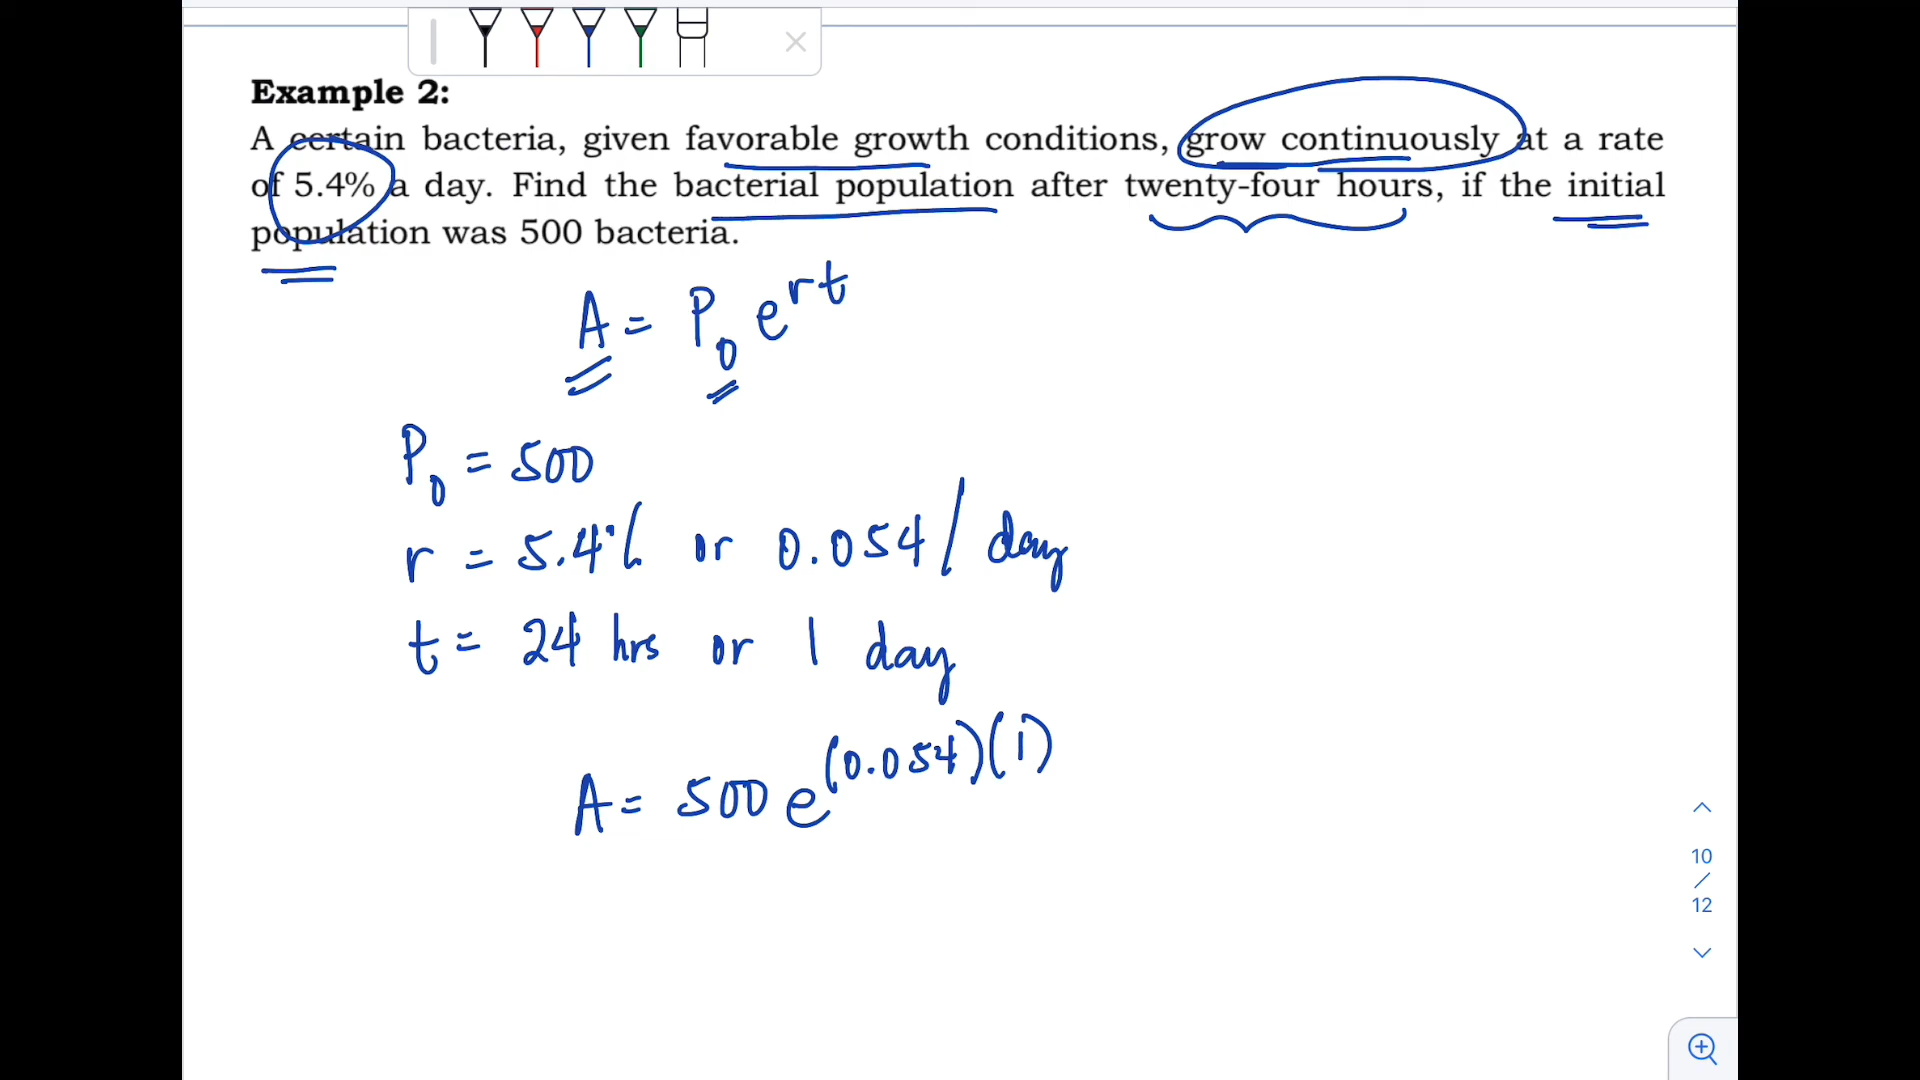 Example 2:
A certain bacteria, given favorable growth conditions, grow continuously at a rate
of 5.4% a day. Find the bacterial population after twenty-four hours, if the initial
population was 500 bacteria.
A = P₀ e^{rt}
P₀ = 500
r = 5.4% or 0.054 / day
t = 24 hrs or 1 day
A = 500 e^{(0.054)(1)}
10
/
12